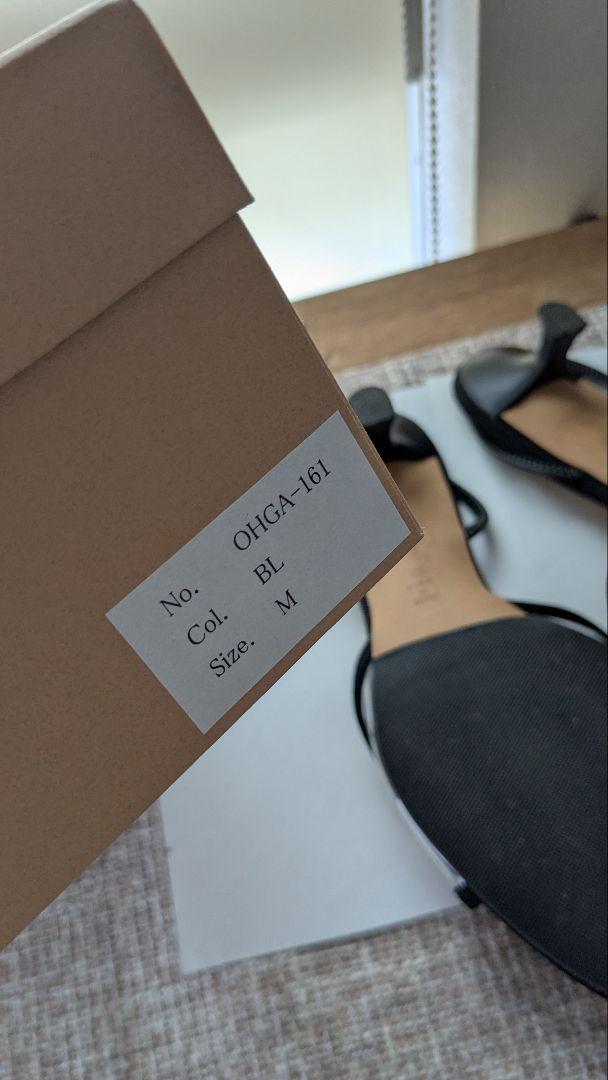 No. OHGA-161
Col. BL
Size. M